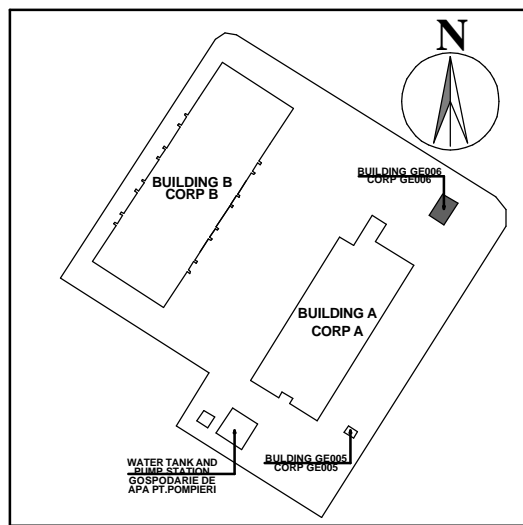 N
BUILDING GE006
CORP GE006
BUILDING B
CORP B
BUILDING A
CORP A
WATER TANK AND
PUMP STATION
GOSPODARIE DE
APA PT.POMPIERI
BULDING GE005
CORP GE005